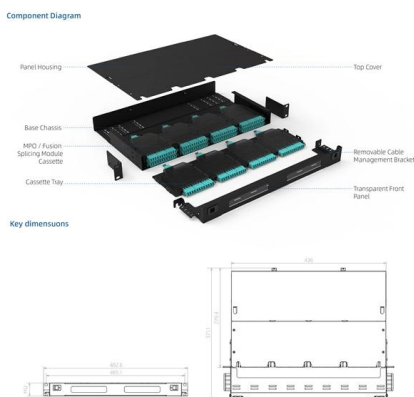 Component Diagram
Panel Housing
Top Cover
Base Chassis
MPO / Fusion
Splicing Module
Cassette
Removable Cable
Management Bracket
Cassette Tray
Transparent Front
Panel
Key dimensuons